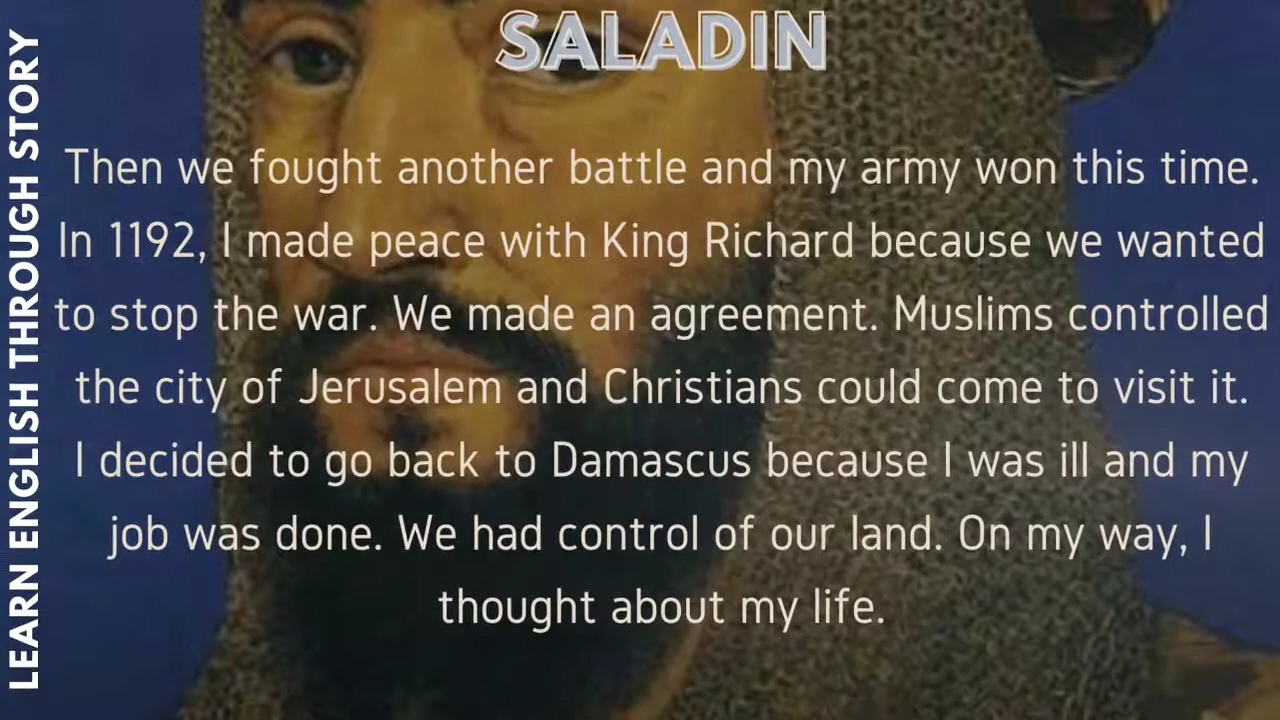 SALADIN
LEARN ENGLISH THROUGH STORY
Then we fought another battle and my army won this time.
In 1192, I made peace with King Richard because we wanted
to stop the war. We made an agreement. Muslims controlled
the city of Jerusalem and Christians could come to visit it.
I decided to go back to Damascus because I was ill and my
job was done. We had control of our land. On my way, I
thought about my life.